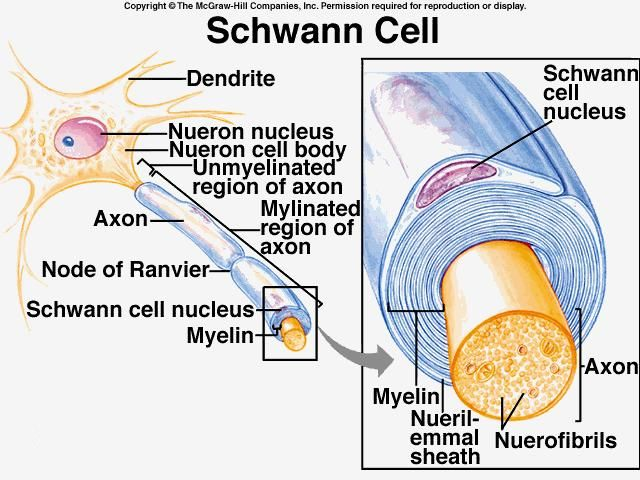 Copyright © The McGraw-Hill Companies, Inc. Permission required for reproduction or display.
Schwann Cell
Dendrite
Nueron nucleus
Nueron cell body
Unmyelinated
region of axon
Mylinated
region of
axon
Axon
Node of Ranvier
Schwann cell nucleus
Myelin
Schwann
cell
nucleus
Axon
Myelin
Nueril-
emmal
sheath
Nuerofibrils